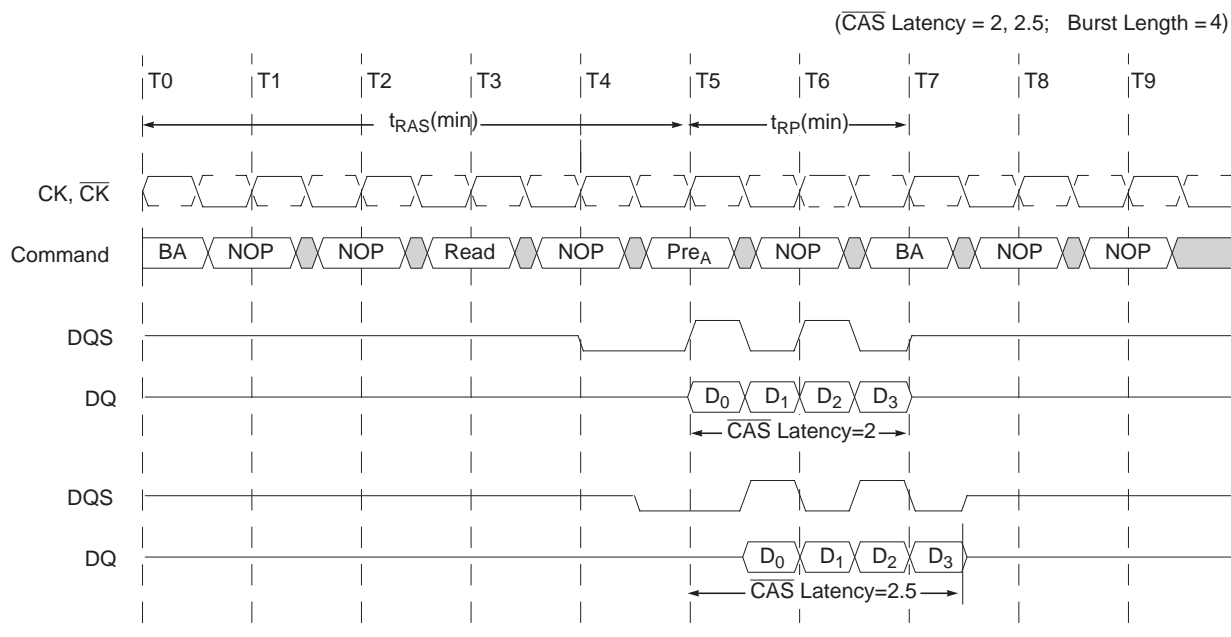 (CAS Latency = 2, 2.5; Burst Length = 4)
T0 T1 T2 T3 T4 T5 T6 T7 T8 T9
tRAS(min) tRP(min)
CK, CK
Command BA NOP NOP Read NOP PreA NOP BA NOP NOP
DQS
DQ D0 D1 D2 D3
CAS Latency=2
DQS
DQ D0 D1 D2 D3
CAS Latency=2.5